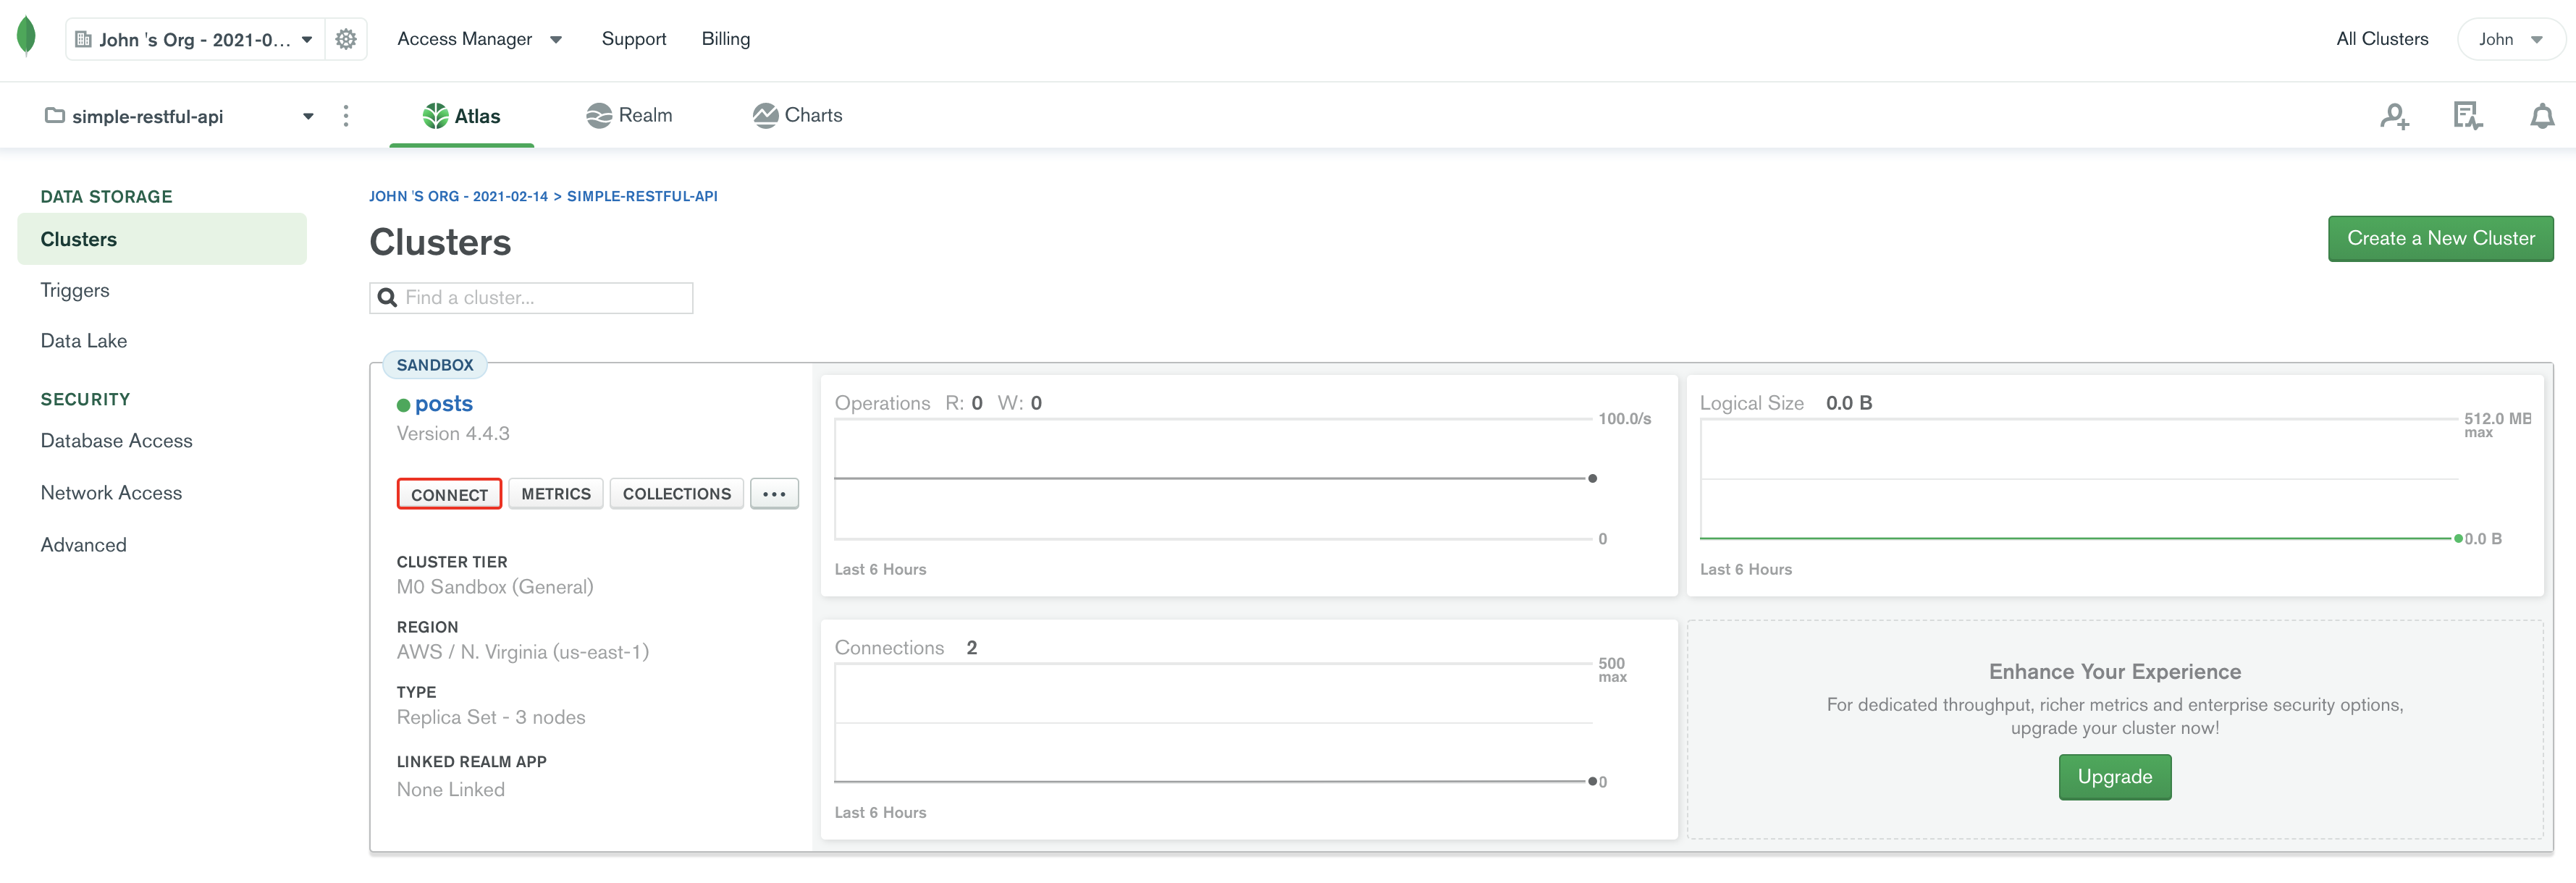 John 's Org - 2021-0...
Access Manager
Support
Billing
All Clusters
John
simple-restful-api
Atlas
Realm
Charts
DATA STORAGE
Clusters
Triggers
Data Lake
SECURITY
Database Access
Network Access
Advanced
JOHN 'S ORG - 2021-02-14 > SIMPLE-RESTFUL-API
Clusters
Create a New Cluster
Find a cluster...
SANDBOX
posts
Version 4.4.3
CONNECT
METRICS
COLLECTIONS
...
CLUSTER TIER
M0 Sandbox (General)
REGION
AWS / N. Virginia (us-east-1)
TYPE
Replica Set - 3 nodes
LINKED REALM APP
None Linked
Operations R: 0 W: 0
100.0/s
0
Last 6 Hours
Logical Size 0.0 B
512.0 MB
max
0.0 B
Last 6 Hours
Connections 2
500
max
0
Last 6 Hours
Enhance Your Experience
For dedicated throughput, richer metrics and enterprise security options,
upgrade your cluster now!
Upgrade